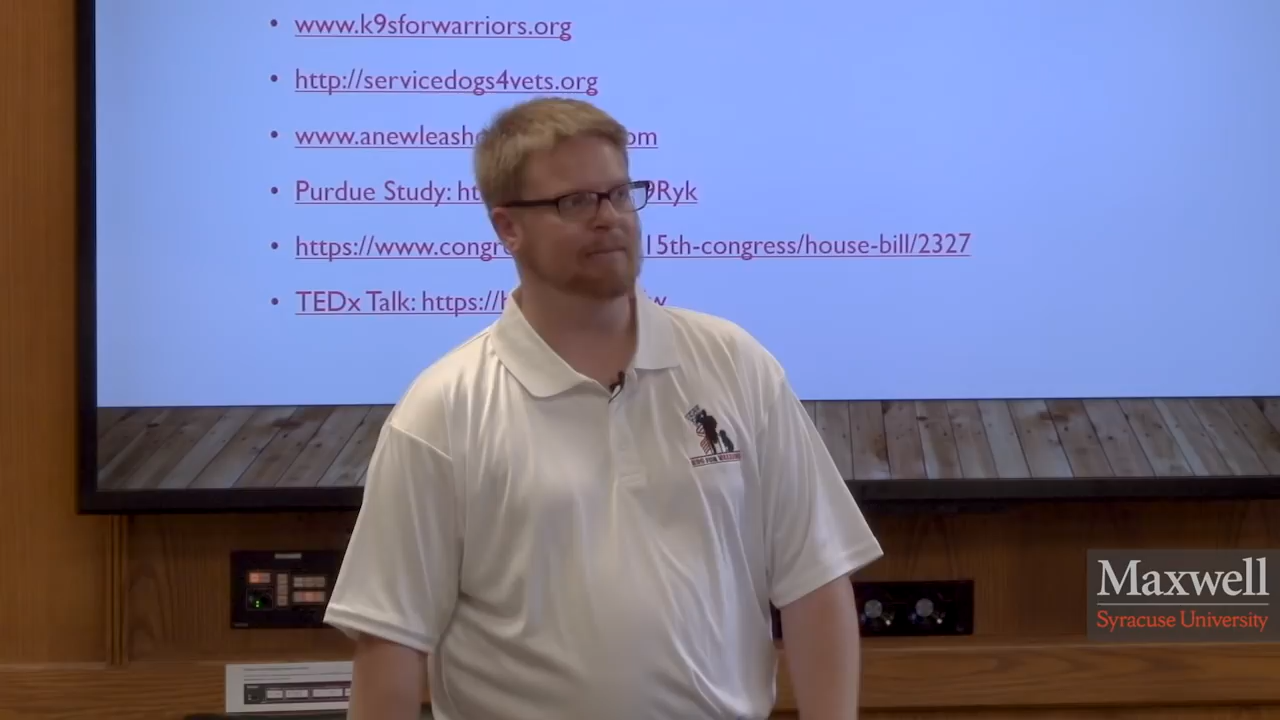 www.k9sforwarriors.org
http://servicedogs4vets.org
www.anewleash om
Purdue Study: ht 9Ryk
https://www.congr 15th-congress/house-bill/2327
TEDx Talk: https://b w
Maxwell
Syracuse University